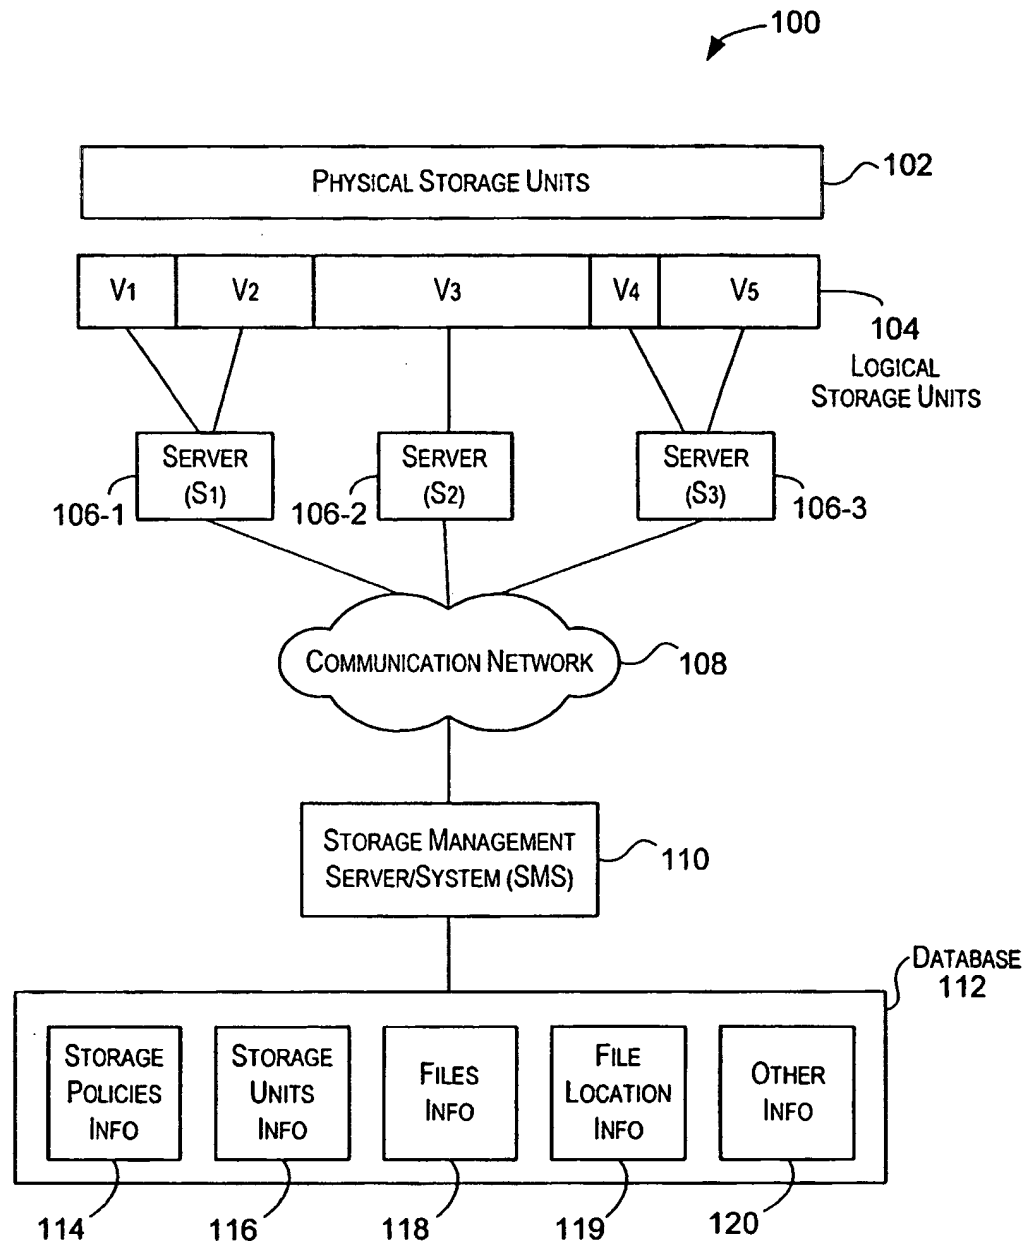 100
PHYSICAL STORAGE UNITS
102
V1
V2
V3
V4
V5
104
LOGICAL
STORAGE UNITS
SERVER
(S1)
106-1
SERVER
(S2)
106-2
SERVER
(S3)
106-3
COMMUNICATION NETWORK
108
STORAGE MANAGEMENT
SERVER/SYSTEM (SMS)
110
DATABASE
112
STORAGE
POLICIES
INFO
STORAGE
UNITS
INFO
FILES
INFO
FILE
LOCATION
INFO
OTHER
INFO
114
116
118
119
120